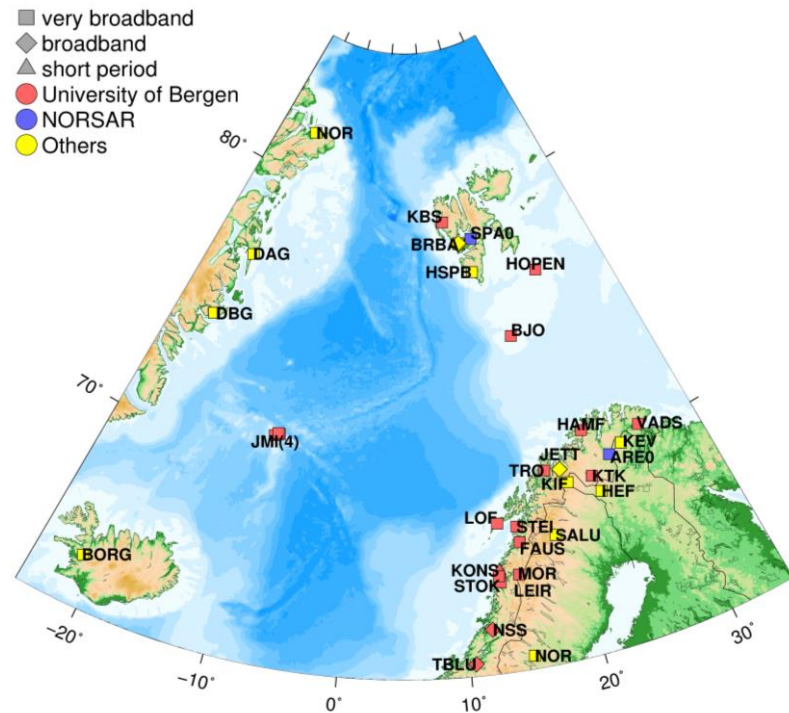 very broadband
broadband
short period
University of Bergen
NORSAR
Others
80°
NOR
KBS
SPA0
BRBA
DAG
HSPB
HOPEN
DBG
BJO
70°
JMI(4)
HAMF
VADS
KEV
JETT
ARE0
TRO
KTK
KIF
HEF
LOF
STEI
SALU
FAUS
BORG
KONS
MOR
STOK
LEIR
NSS
TBLU
NOR
−20°
−10°
0°
10°
20°
30°